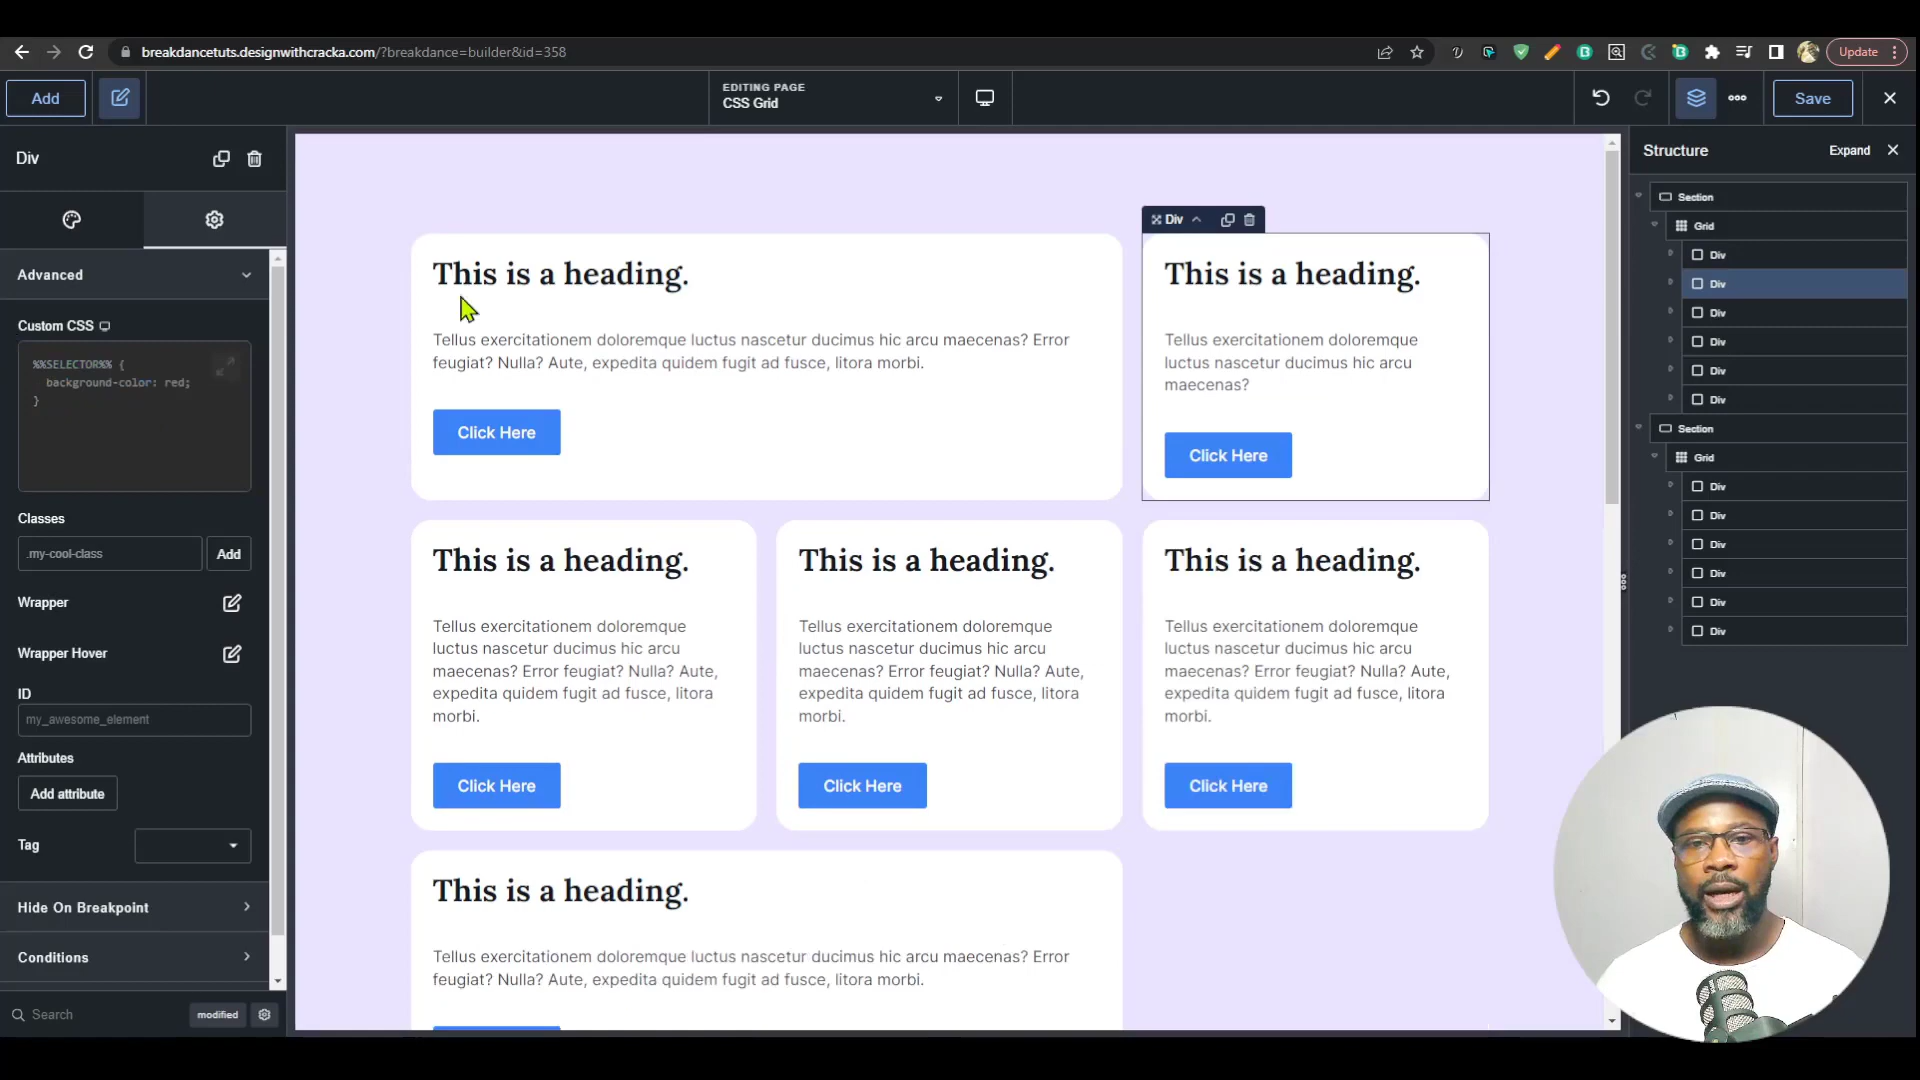 breakdancetuts.designwithcracka.com/?breakdance=builder&id=358
Update
Add
EDITING PAGE
CSS Grid
Save
Div
Advanced
Custom CSS
%%SELECTOR%% {
background-color: red;
}
Classes
.my-cool-class
Add
Wrapper
Wrapper Hover
ID
my_awesome_element
Attributes
Add attribute
Tag
Hide On Breakpoint
Conditions
Search
modified
Div
This is a heading.
Tellus exercitationem doloremque luctus nascetur ducimus hic arcu maecenas? Error
feugiat? Nulla? Aute, expedita quidem fugit ad fusce, litora morbi.
Click Here
This is a heading.
Tellus exercitationem doloremque
luctus nascetur ducimus hic arcu
maecenas?
Click Here
This is a heading.
Tellus exercitationem doloremque
luctus nascetur ducimus hic arcu
maecenas? Error feugiat? Nulla? Aute,
expedita quidem fugit ad fusce, litora
morbi.
Click Here
This is a heading.
Tellus exercitationem doloremque
luctus nascetur ducimus hic arcu
maecenas? Error feugiat? Nulla? Aute,
expedita quidem fugit ad fusce, litora
morbi.
Click Here
This is a heading.
Tellus exercitationem doloremque
luctus nascetur ducimus hic arcu
maecenas? Error feugiat? Nulla? Aute,
expedita quidem fugit ad fusce, litora
morbi.
Click Here
This is a heading.
Tellus exercitationem doloremque luctus nascetur ducimus hic arcu maecenas? Error
feugiat? Nulla? Aute, expedita quidem fugit ad fusce, litora morbi.
Structure
Expand
Section
Grid
Div
Div
Div
Div
Div
Div
Section
Grid
Div
Div
Div
Div
Div
Div